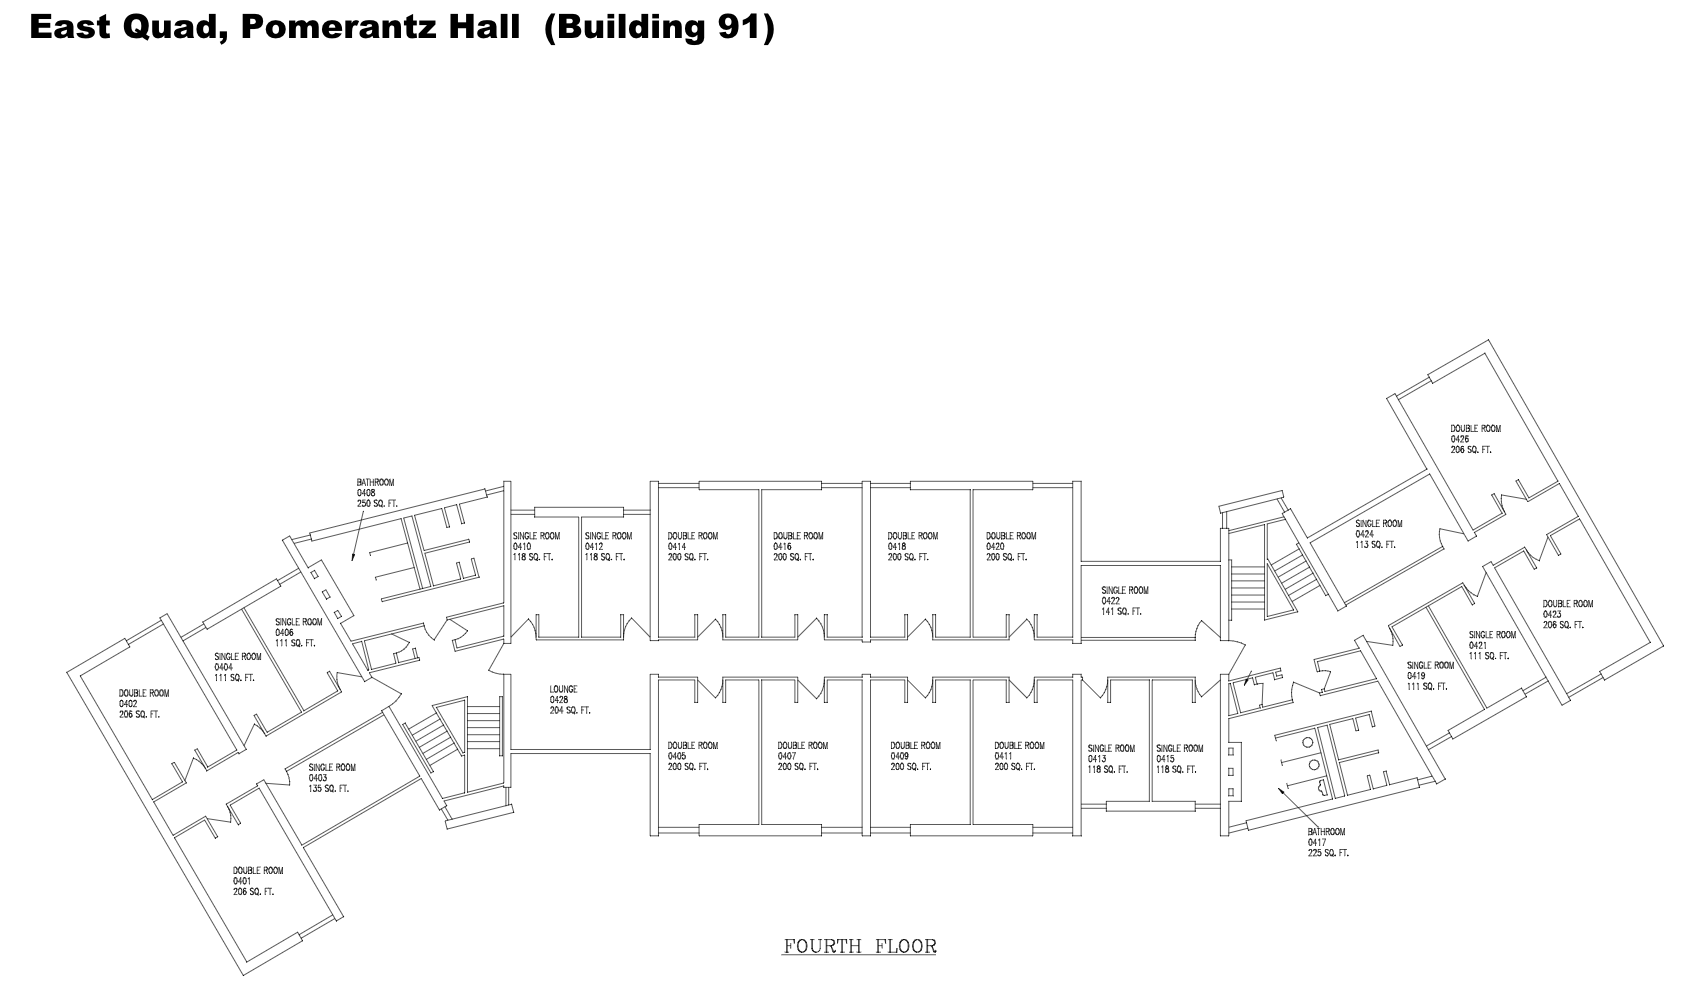 East Quad, Pomerantz Hall  (Building 91)
DOUBLE ROOM
0426
206 SQ. FT.
BATHROOM
0408
250 SQ. FT.
SINGLE ROOM
0424
113 SQ. FT.
SINGLE ROOM
0410
118 SQ. FT.
SINGLE ROOM
0412
118 SQ. FT.
DOUBLE ROOM
0414
200 SQ. FT.
DOUBLE ROOM
0416
200 SQ. FT.
DOUBLE ROOM
0418
200 SQ. FT.
DOUBLE ROOM
0420
200 SQ. FT.
SINGLE ROOM
0422
141 SQ. FT.
DOUBLE ROOM
0423
206 SQ. FT.
SINGLE ROOM
0406
111 SQ. FT.
SINGLE ROOM
0421
111 SQ. FT.
SINGLE ROOM
0404
111 SQ. FT.
SINGLE ROOM
0419
111 SQ. FT.
DOUBLE ROOM
0402
206 SQ. FT.
LOUNGE
0428
204 SQ. FT.
DOUBLE ROOM
0405
200 SQ. FT.
DOUBLE ROOM
0407
200 SQ. FT.
DOUBLE ROOM
0409
200 SQ. FT.
DOUBLE ROOM
0411
200 SQ. FT.
SINGLE ROOM
0413
118 SQ. FT.
SINGLE ROOM
0415
118 SQ. FT.
SINGLE ROOM
0403
135 SQ. FT.
BATHROOM
0417
225 SQ. FT.
DOUBLE ROOM
0401
206 SQ. FT.
FOURTH FLOOR